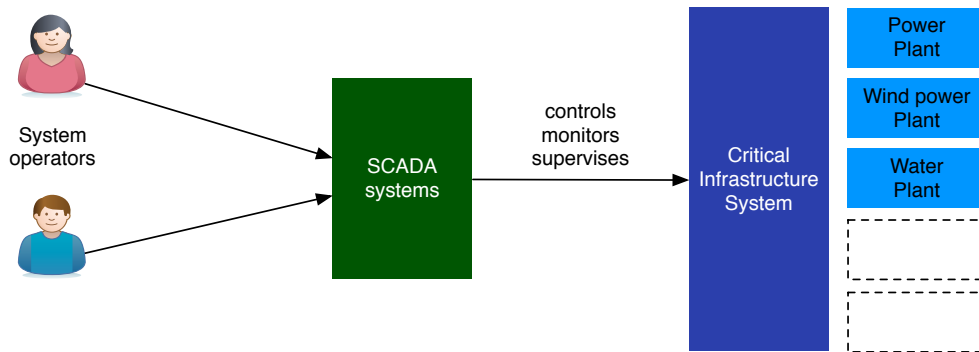 System
operators
SCADA
systems
controls
monitors
supervises
Critical
Infrastructure
System
Power
Plant
Wind power
Plant
Water
Plant